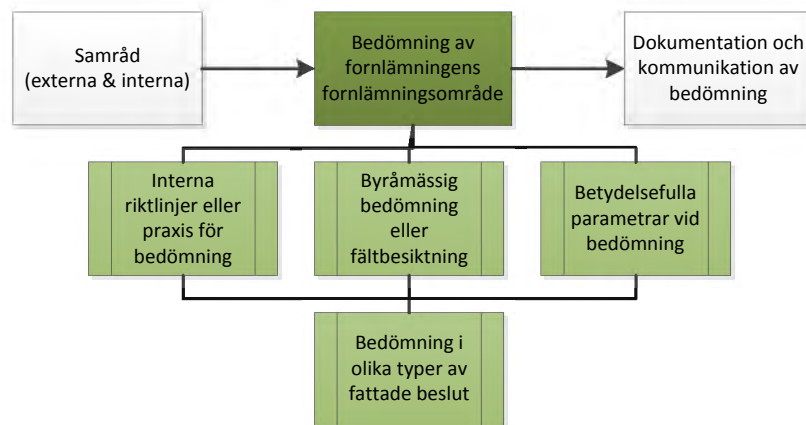 Samråd
(externa & interna)
Bedömning av
fornlämningens
fornlämningsområde
Dokumentation och
kommunikation av
bedömning
Interna
riktlinjer eller
praxis för
bedömning
Byråmässig
bedömning
eller
fältbesiktning
Betydelsefulla
parametrar vid
bedömning
Bedömning i
olika typer av
fattade beslut